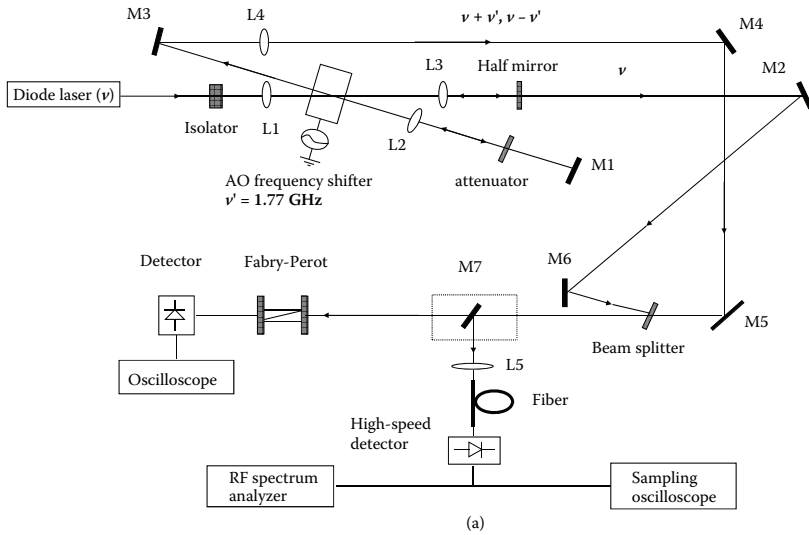 M3
L4
ν + ν', ν – ν'
M4
Diode laser (ν)
Isolator
L1
L3
Half mirror
ν
M2
L2
AO frequency shifter
ν' = 1.77 GHz
attenuator
M1
Detector
Fabry-Perot
M7
M6
M5
Beam splitter
Oscilloscope
L5
Fiber
High-speed
detector
RF spectrum
analyzer
Sampling
oscilloscope
(a)